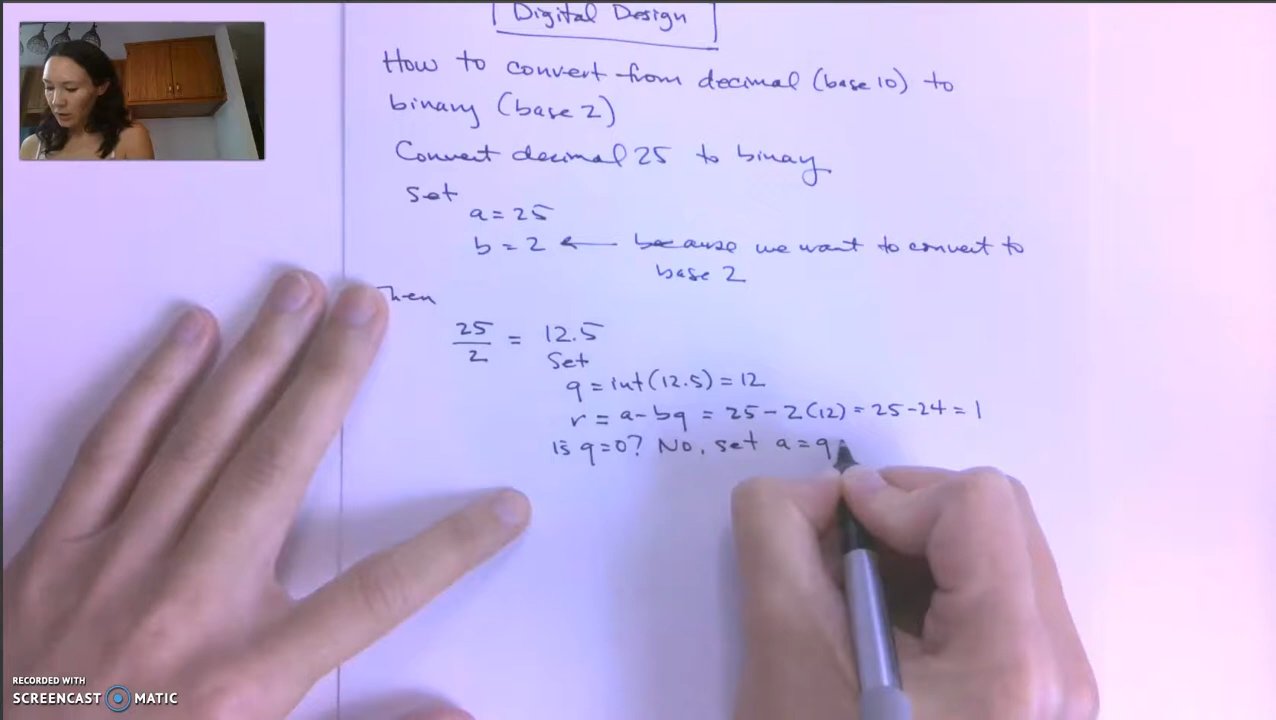 Digital Design
How to convert from decimal (base 10) to
binary (base 2)
Convert decimal 25 to binary
set
a = 25
b = 2 ← because we want to convert to
base 2
Then
25/2 = 12.5
Set
q = int(12.5) = 12
r = a - bq = 25 - 2(12) = 25 - 24 = 1
Is q=0? No, set a = q
RECORDED WITH
SCREENCAST MATIC